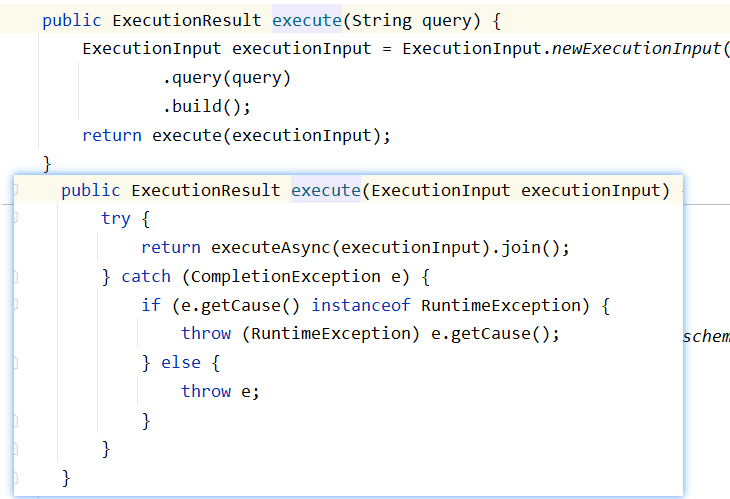 public ExecutionResult execute(String query) {
ExecutionInput executionInput = ExecutionInput.newExecutionInput(
.query(query)
.build();
return execute(executionInput);
}
public ExecutionResult execute(ExecutionInput executionInput)
try {
return executeAsync(executionInput).join();
} catch (CompletionException e) {
if (e.getCause() instanceof RuntimeException) {
throw (RuntimeException) e.getCause();
schem
} else {
throw e;
}
}
}